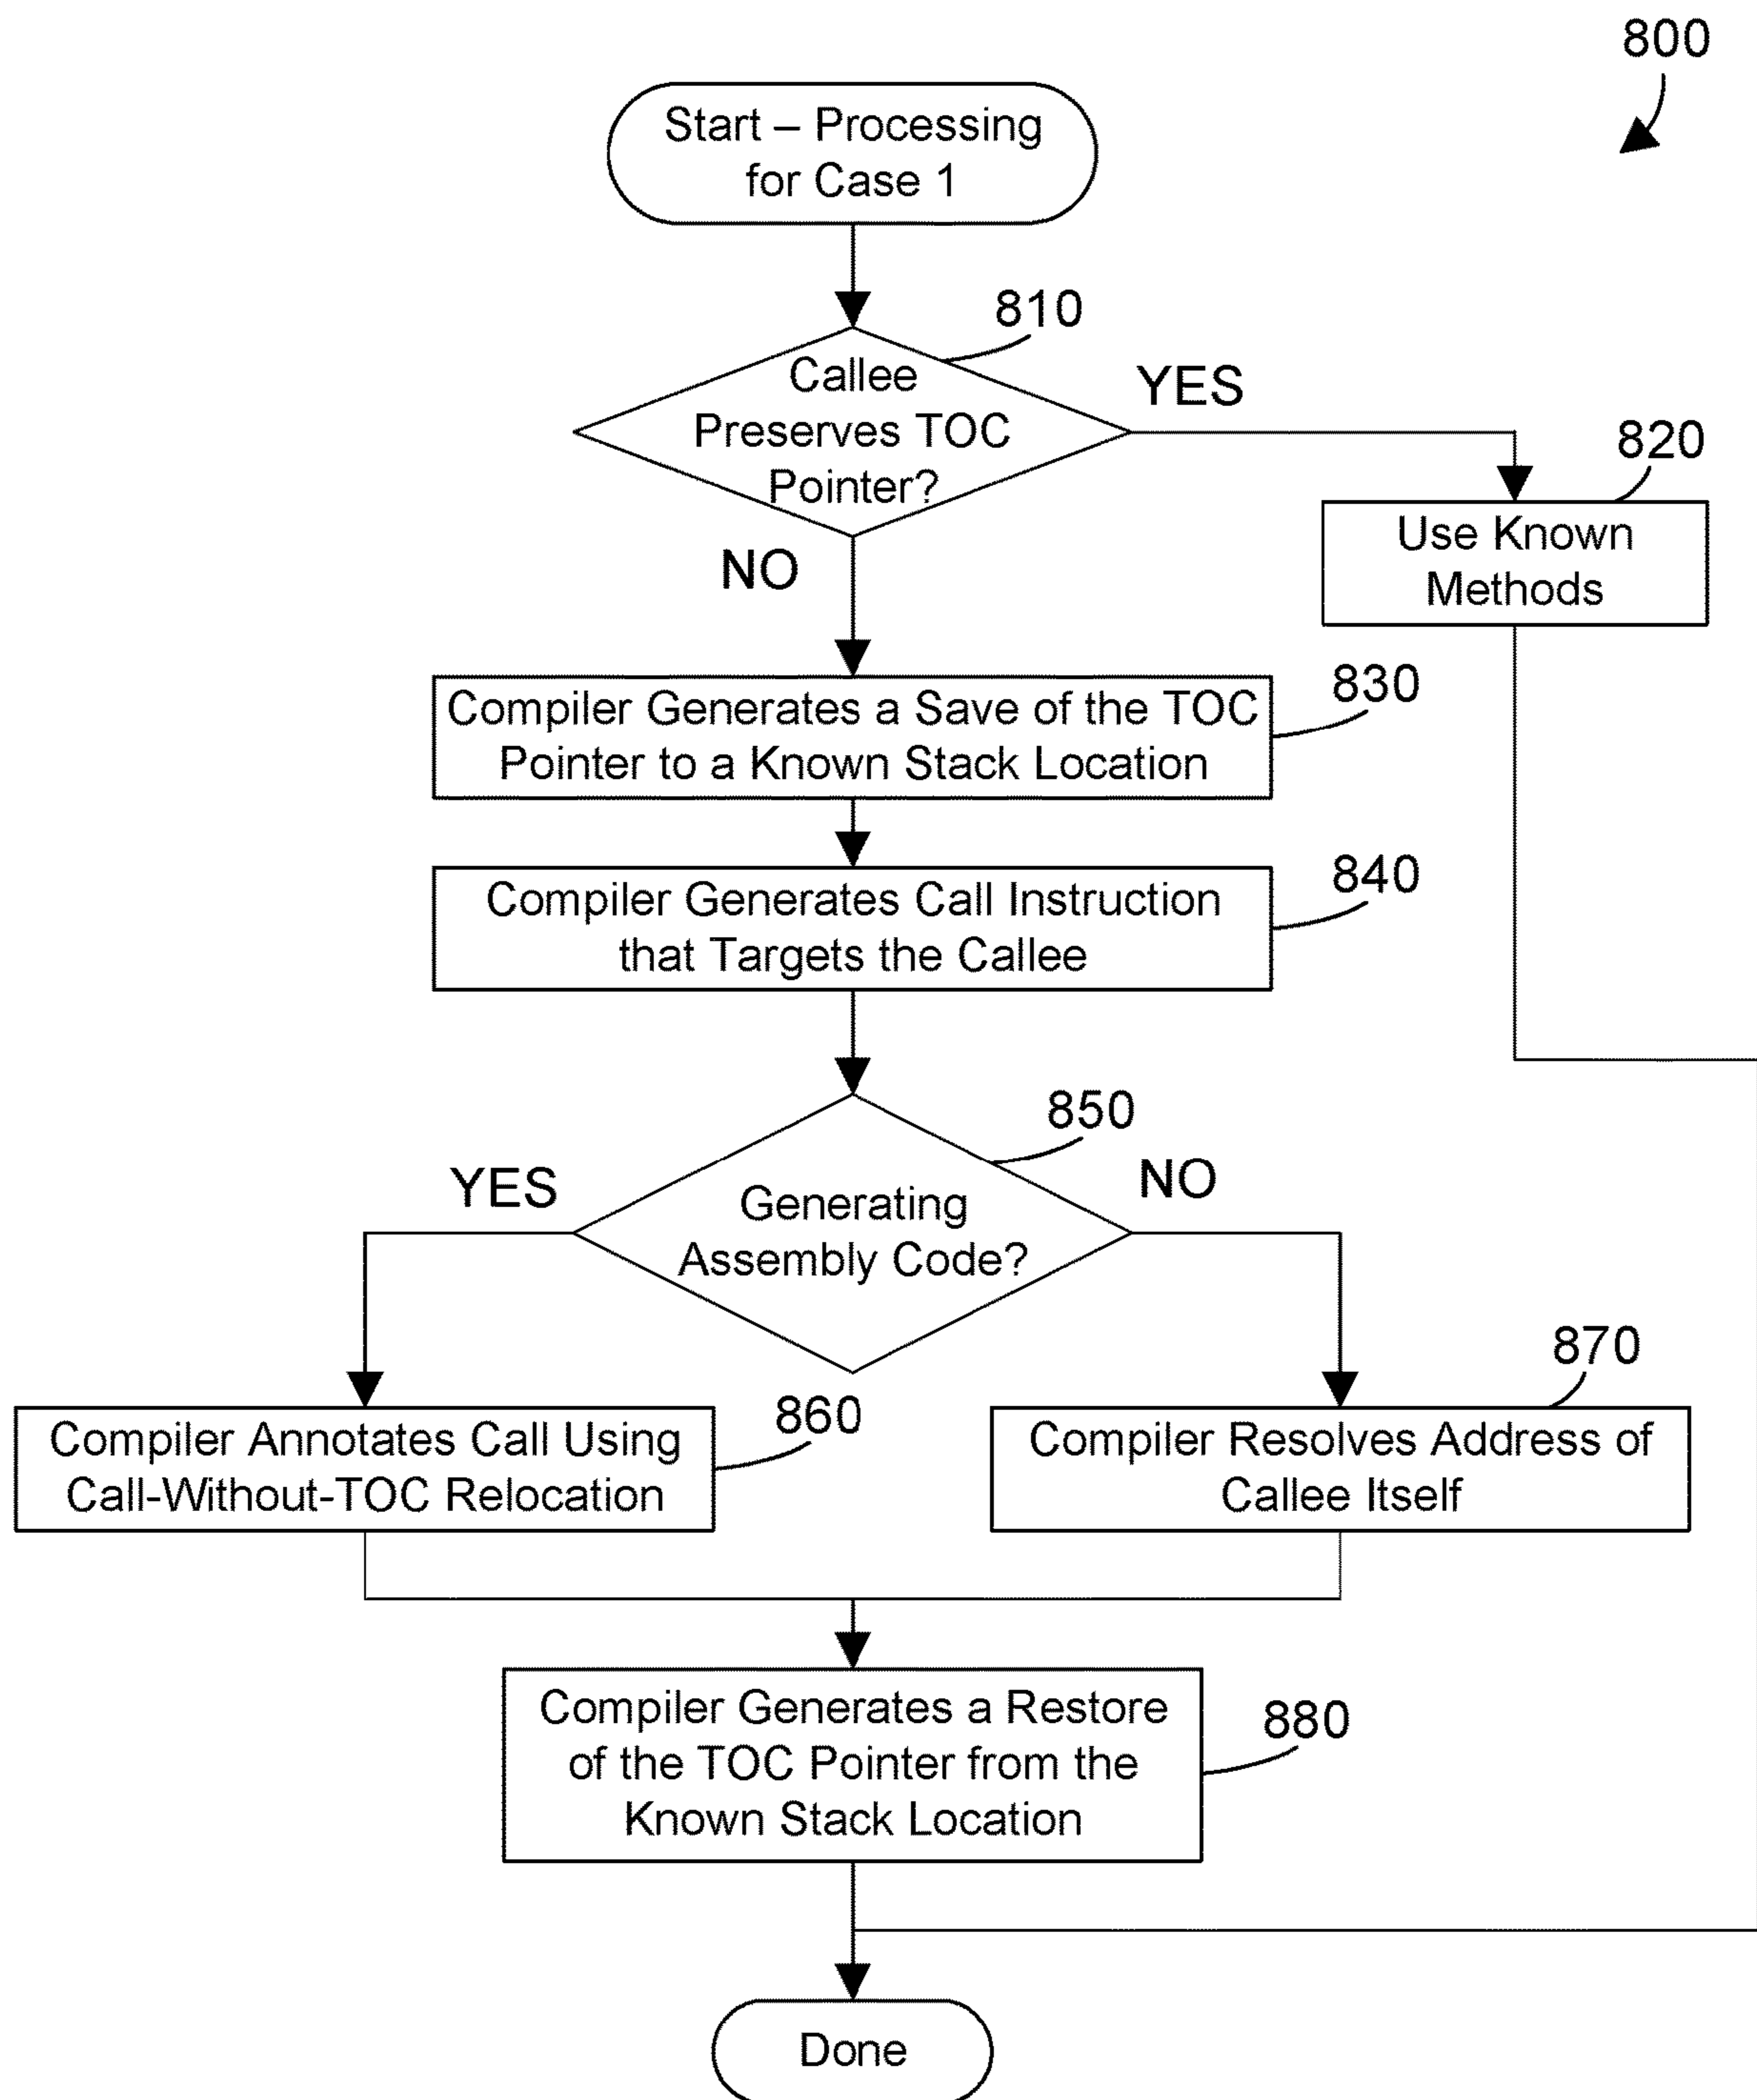 800
Start – Processing
for Case 1
810
Callee
Preserves TOC
Pointer?
YES
820
Use Known
Methods
NO
830
Compiler Generates a Save of the TOC
Pointer to a Known Stack Location
840
Compiler Generates Call Instruction
that Targets the Callee
850
YES
NO
Generating
Assembly Code?
860
Compiler Annotates Call Using
Call-Without-TOC Relocation
870
Compiler Resolves Address of
Callee Itself
Compiler Generates a Restore
of the TOC Pointer from the
Known Stack Location
880
Done